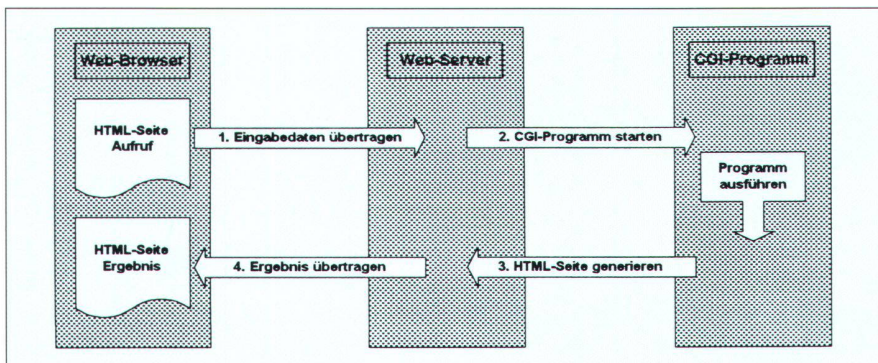 Web-Browser
Web-Server
CGI-Programm
HTML-Seite
Aufruf
1. Eingabedaten übertragen
2. CGI-Programm starten
Programm
ausführen
HTML-Seite
Ergebnis
4. Ergebnis übertragen
3. HTML-Seite generieren